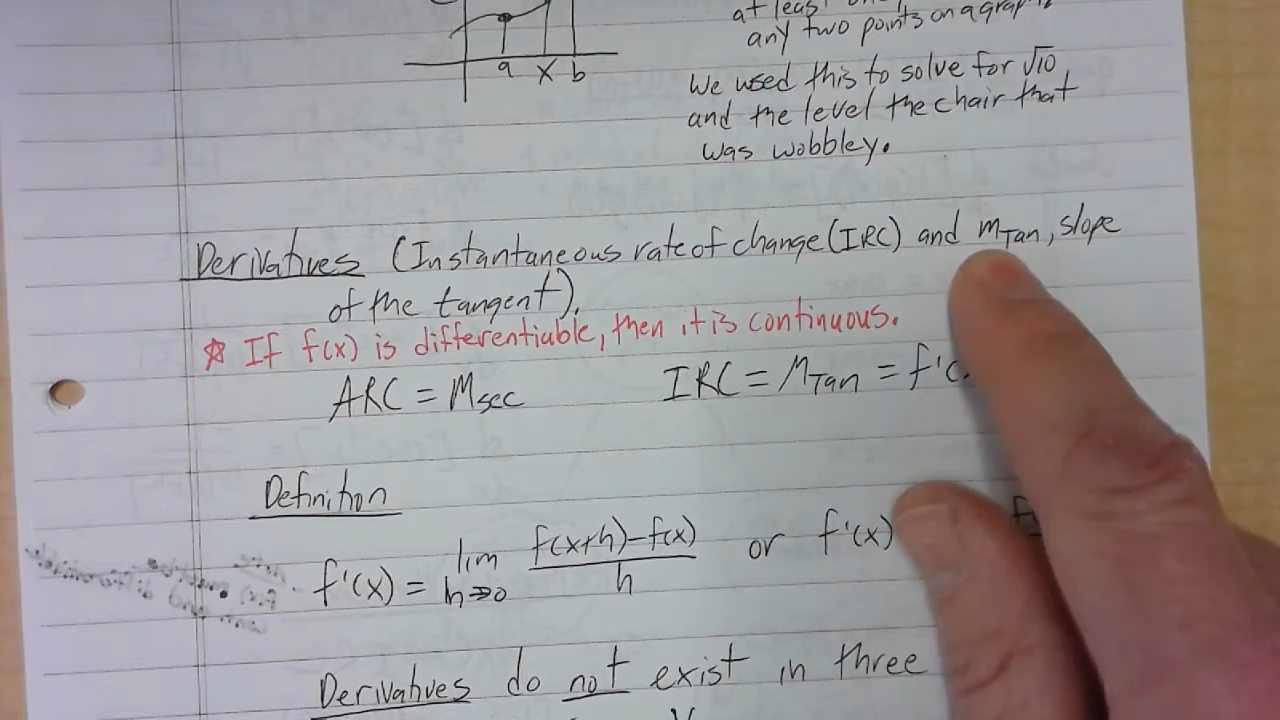 at least
any two points on a graph
a x b
We used this to solve for √10
and the level the chair that
was wobbley.
Derivatives (Instantaneous rate of change (IRC) and mTan, slope
of the tangent).
☆ If f(x) is differentiable, then it is continuous.
ARC = Msec IRC = MTan = f'(
Definition
f'(x) = lim h→0 f(x+h)-f(x) / h or f'(x)
Derivatives do not exist in three